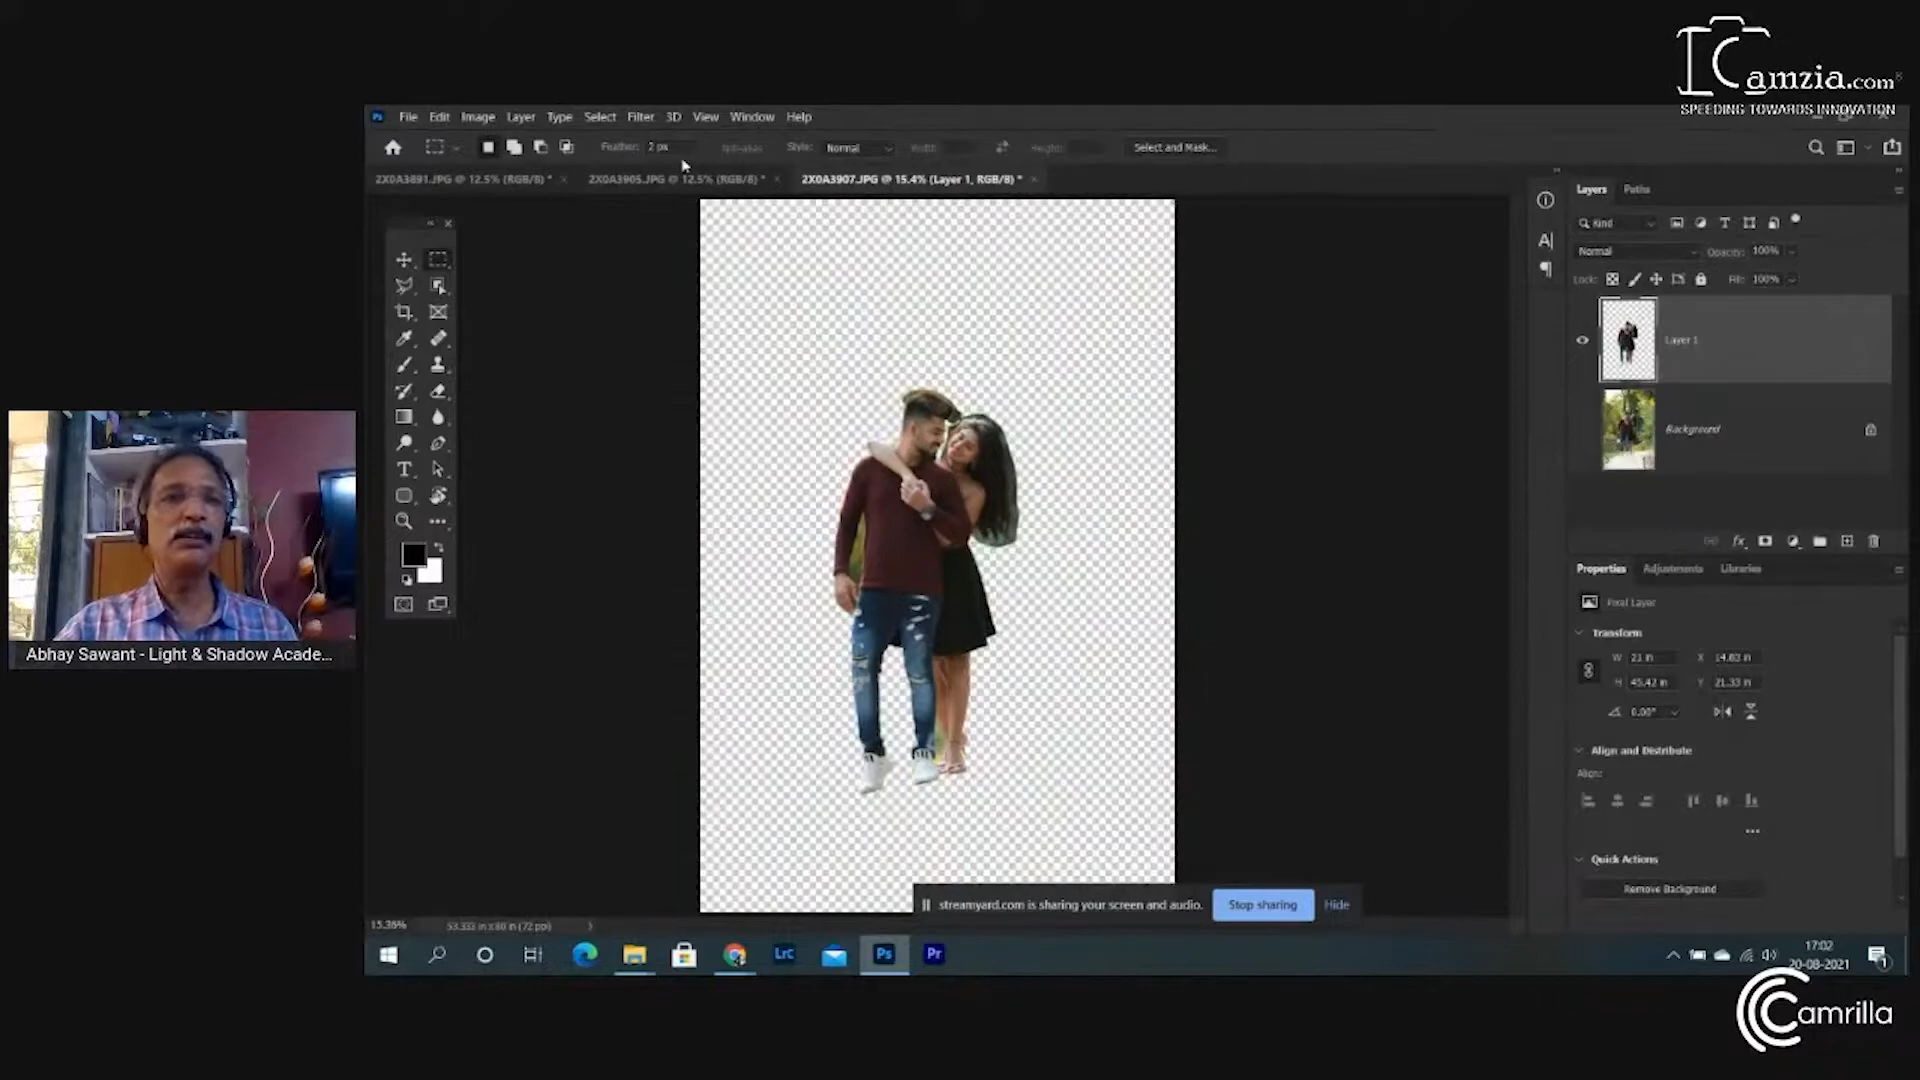 Camzia.com
SPEEDING TOWARDS INNOVATION
Ps File Edit Image Layer Type Select Filter 3D View Window Help
Feather: 2 px Anti-alias Style: Normal Width: Height: Select and Mask...
2X0A3891.JPG @ 12.5% (RGB/8) * × 2X0A3905.JPG @ 12.5% (RGB/8) * × 2X0A3907.JPG @ 15.4% (Layer 1, RGB/8) * ×
Layers Paths
Kind
Normal Opacity: 100%
Lock: Fill: 100%
Layer 1
Background
fx
Properties Adjustments Libraries
Pixel Layer
Transform
W 21 in X 14.83 in
H 45.42 in Y 21.33 in
0.00°
Align and Distribute
Align:
Quick Actions
Remove Background
Abhay Sawant - Light & Shadow Acade...
streamyard.com is sharing your screen and audio. Stop sharing Hide
15.36% 53.333 in x 80 in (72 ppi)
LrC Ps Pr
17:02
20-08-2021
1
Camrilla